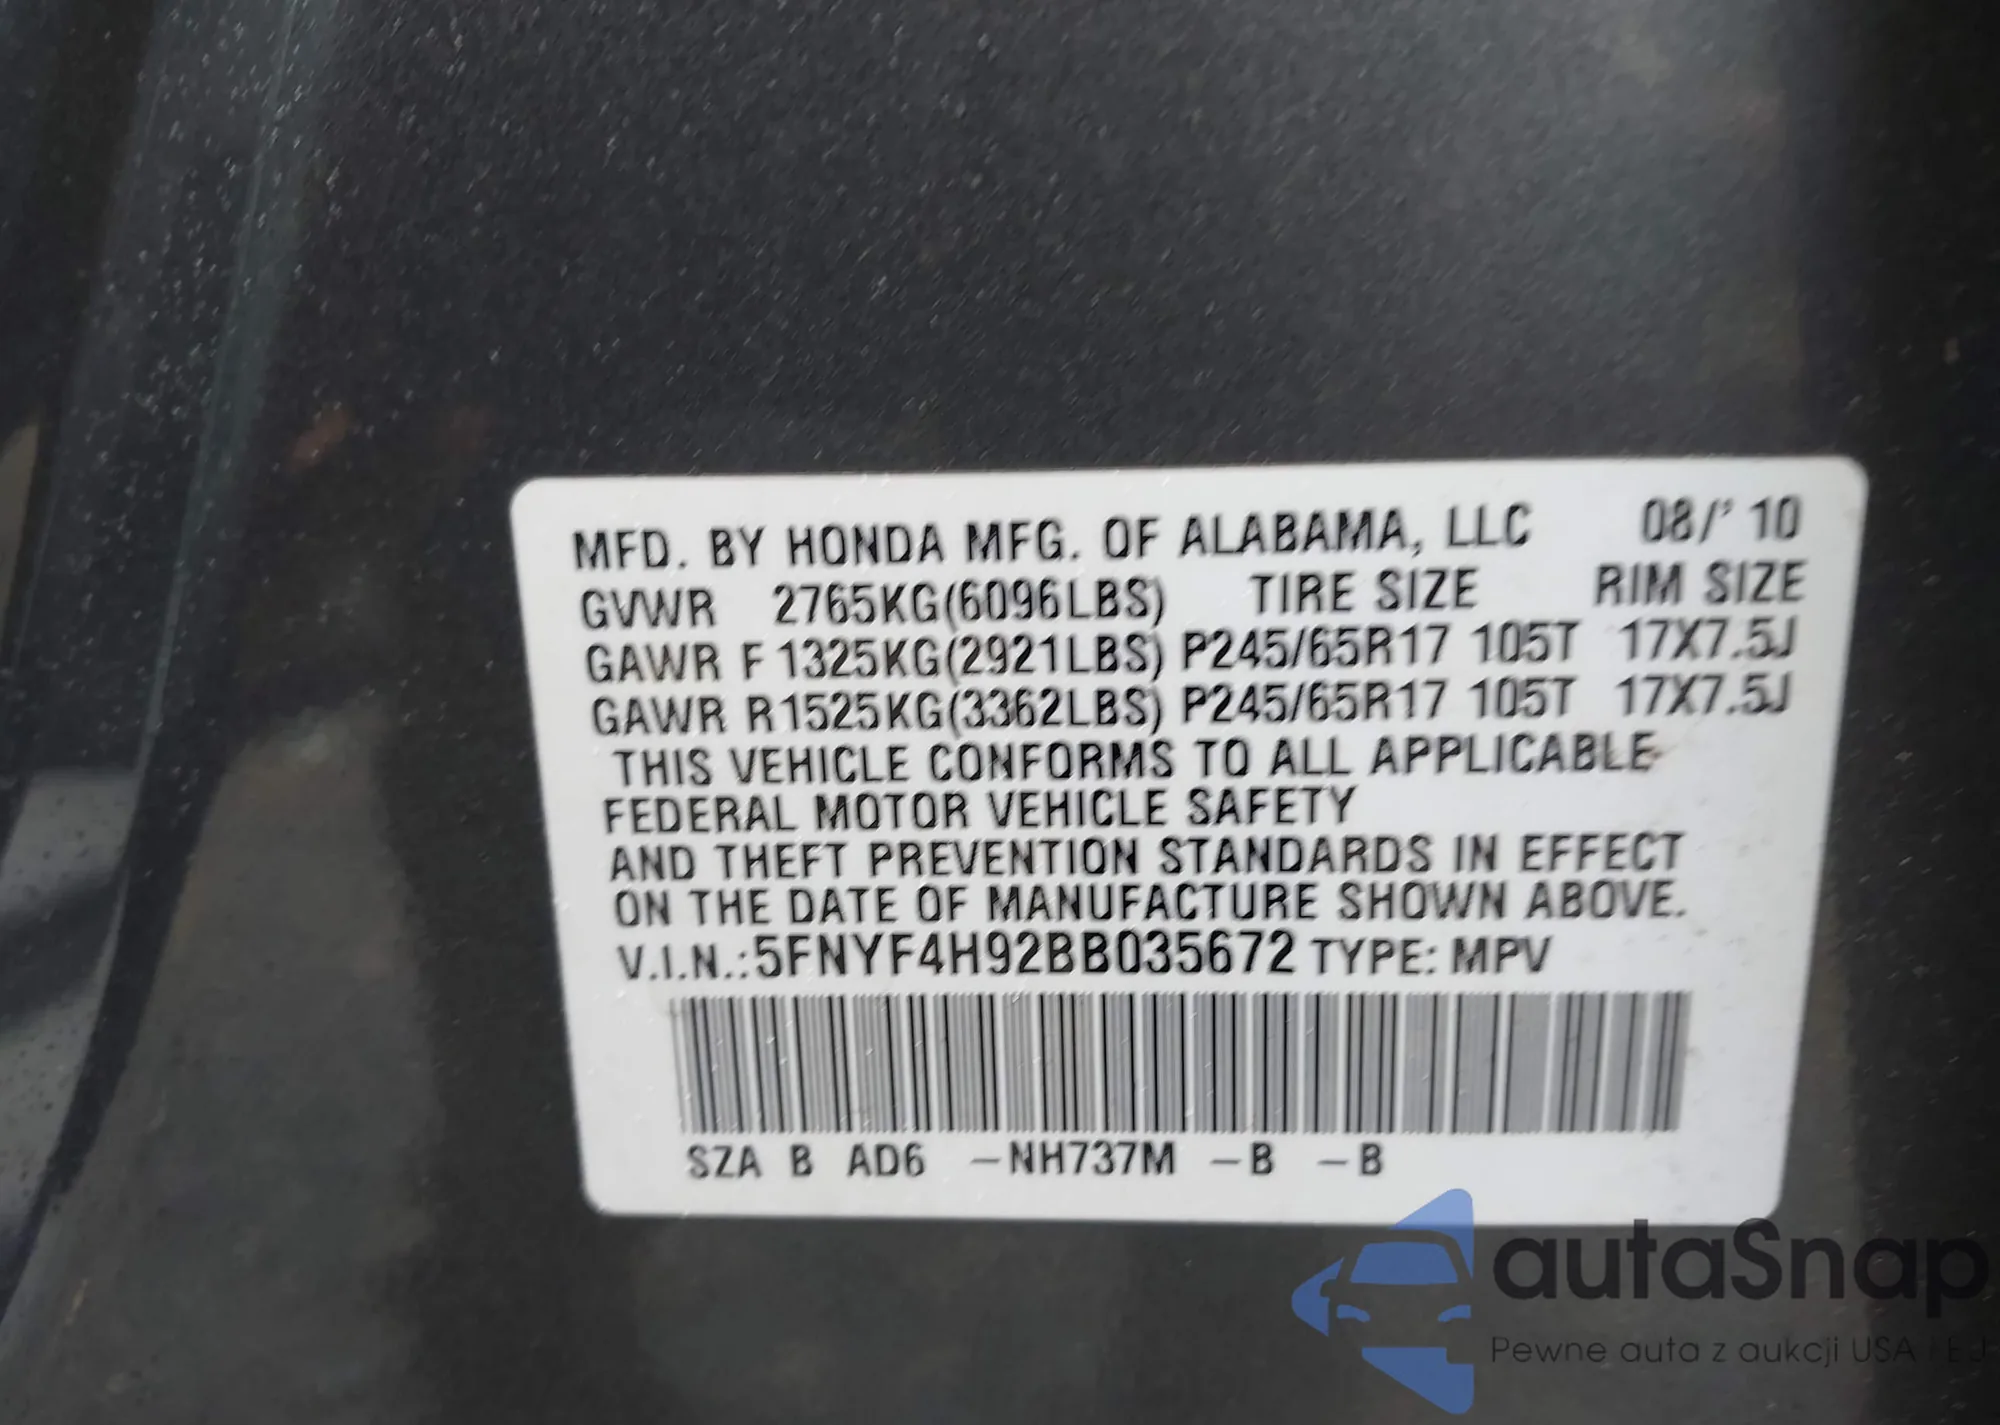 MFD. BY HONDA MFG. OF ALABAMA, LLC 08/'10
GVWR 2765KG(6096LBS) TIRE SIZE RIM SIZE
GAWR F 1325KG(2921LBS) P245/65R17 105T 17X7.5J
GAWR R 1525KG(3362LBS) P245/65R17 105T 17X7.5J
THIS VEHICLE CONFORMS TO ALL APPLICABLE
FEDERAL MOTOR VEHICLE SAFETY
AND THEFT PREVENTION STANDARDS IN EFFECT
ON THE DATE OF MANUFACTURE SHOWN ABOVE.
V.I.N.:5FNYF4H92BB035672 TYPE: MPV
SZA B AD6 -NH737M -B -B
autaSnap
Pewne auta z aukcji USA i EU